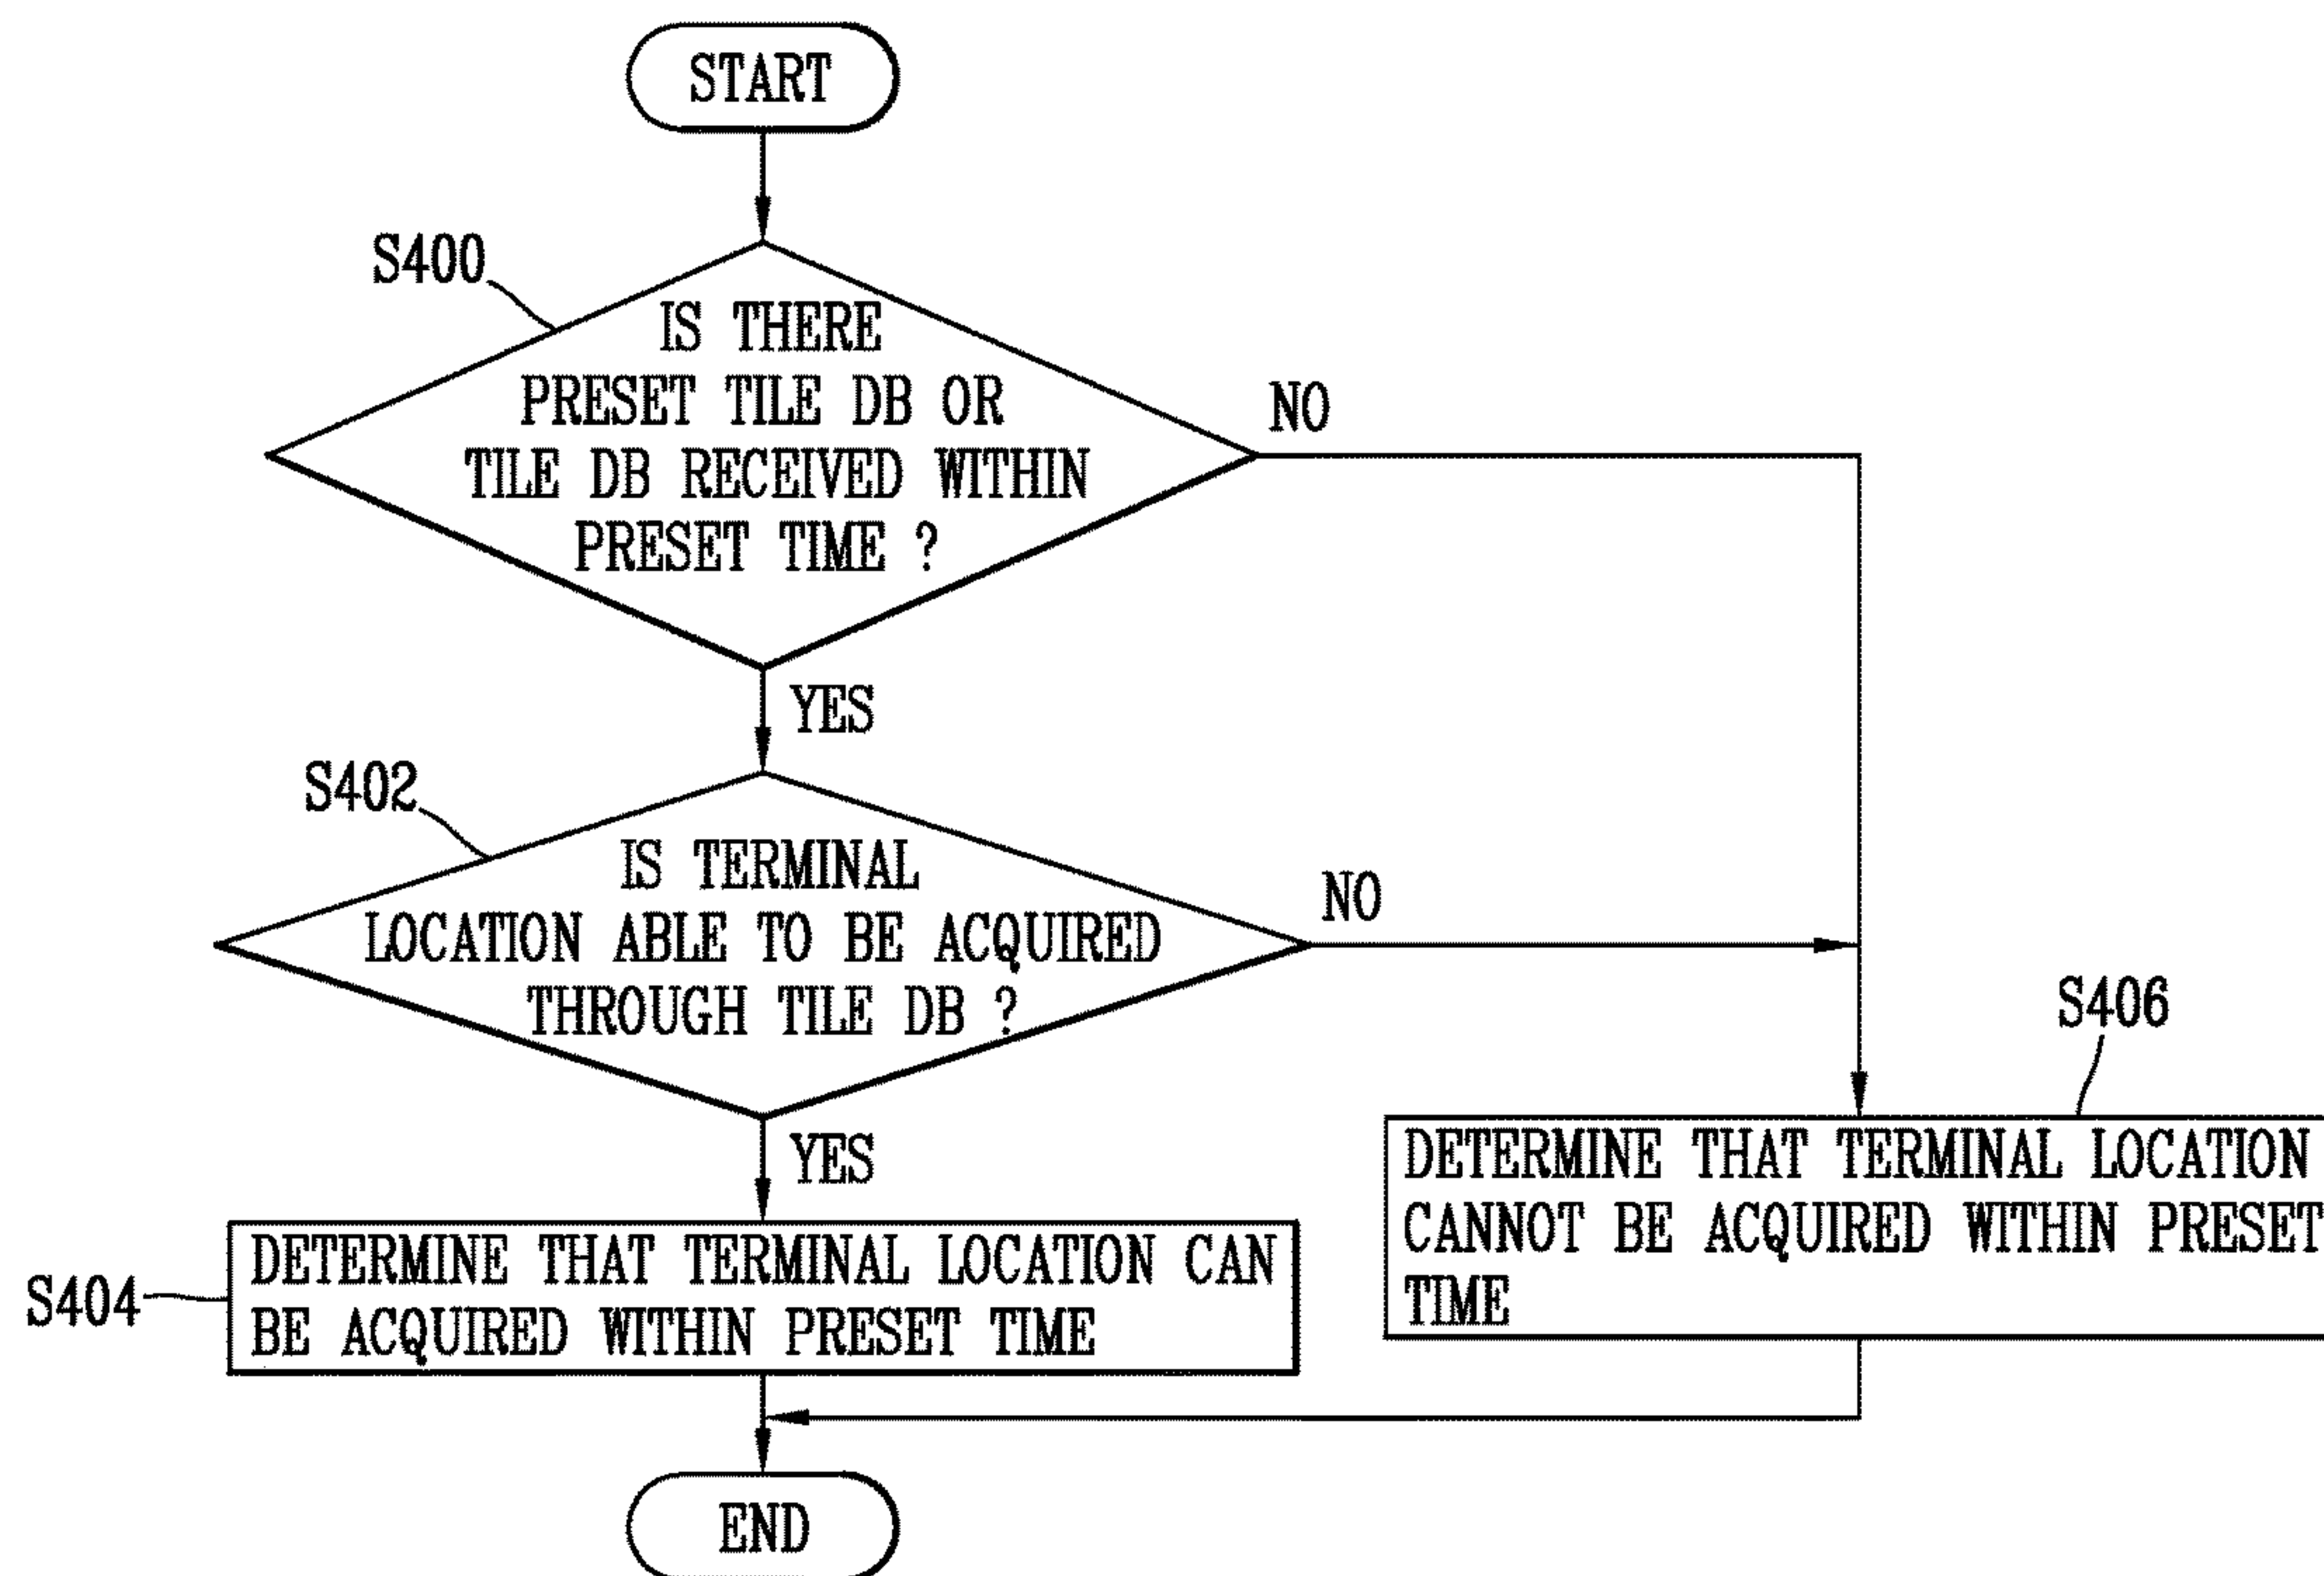 START
S400
IS THERE
PRESET TILE DB OR
TILE DB RECEIVED WITHIN
PRESET TIME ?
NO
YES
S402
IS TERMINAL
LOCATION ABLE TO BE ACQUIRED
THROUGH TILE DB ?
NO
YES
S406
DETERMINE THAT TERMINAL LOCATION
CANNOT BE ACQUIRED WITHIN PRESET
TIME
S404
DETERMINE THAT TERMINAL LOCATION CAN
BE ACQUIRED WITHIN PRESET TIME
END